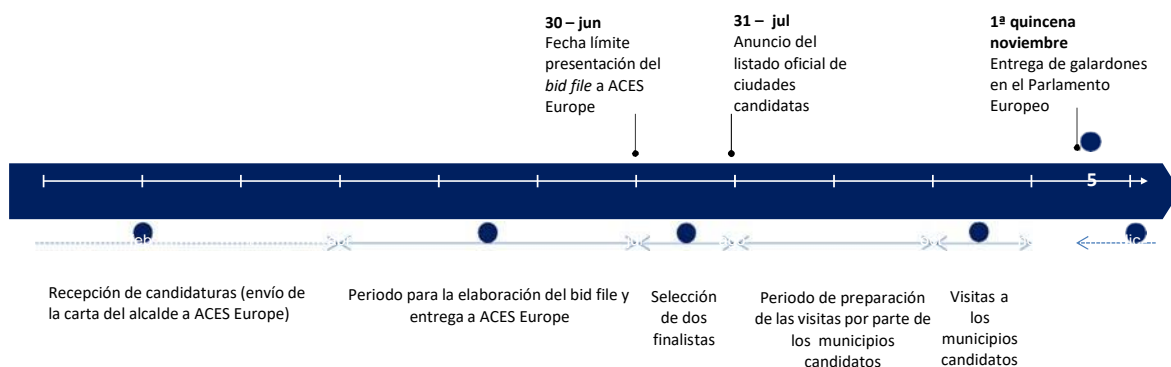 30 – jun
Fecha límite
presentación del
bid file a ACES
Europe
31 – jul
Anuncio del
listado oficial de
ciudades
candidatas
1ª quincena
noviembre
Entrega de galardones
en el Parlamento
Europeo
5
Recepción de candidaturas (envío de
la carta del alcalde a ACES Europe)
Periodo para la elaboración del bid file y
entrega a ACES Europe
Selección
de dos
finalistas
Periodo de preparación
de las visitas por parte de
los municipios
candidatos
Visitas a
los
municipios
candidatos